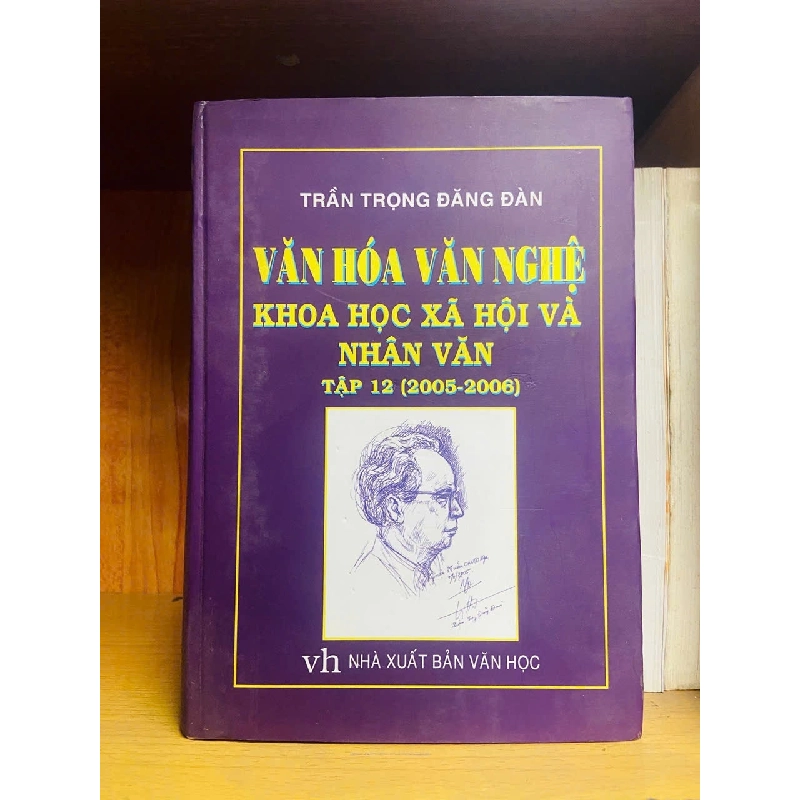 TRẦN TRỌNG ĐĂNG ĐÀN
VĂN HÓA VĂN NGHỆ
KHOA HỌC XÃ HỘI VÀ
NHÂN VĂN
TẬP 12 (2005-2006)
vh NHÀ XUẤT BẢN VĂN HỌC